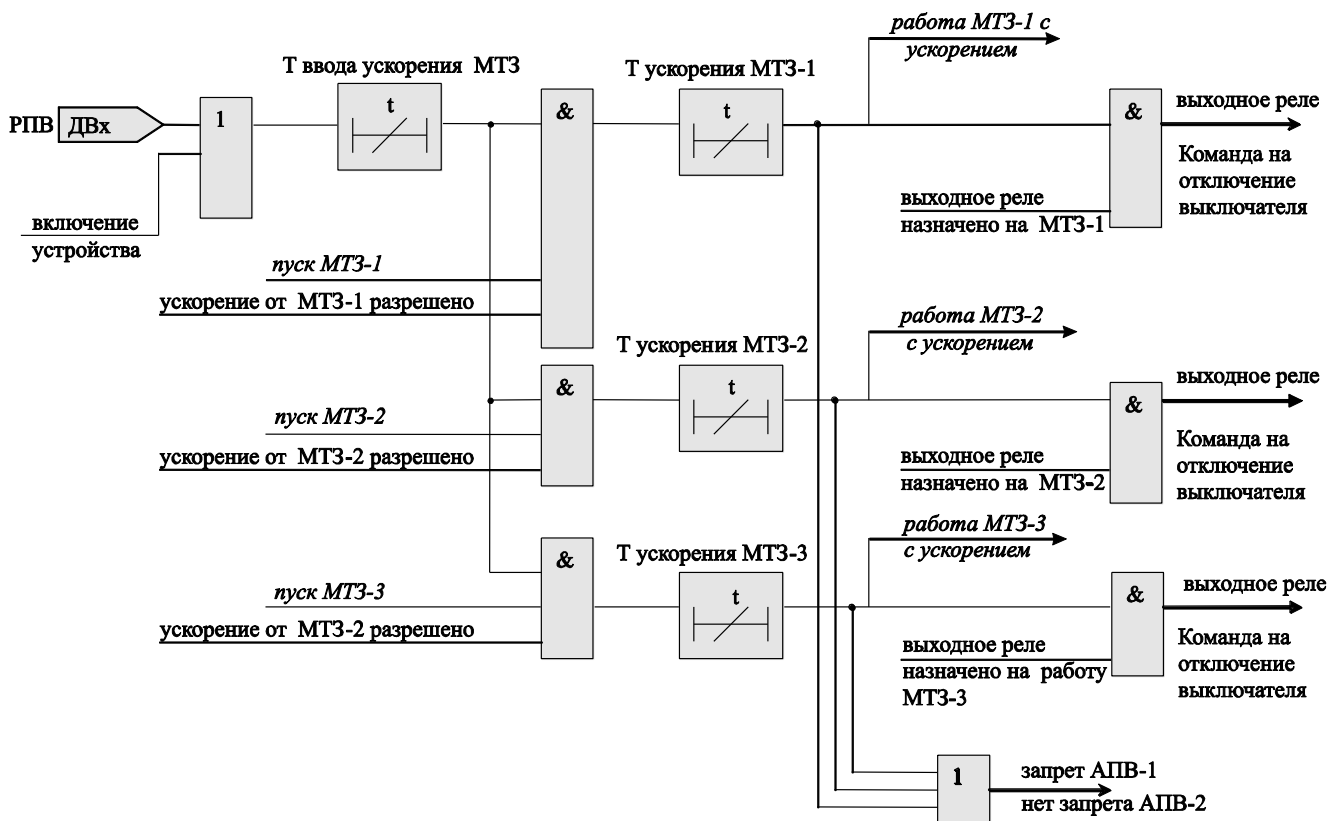 работа МТЗ-1 с
ускорением
Т ввода ускорения МТЗ
Т ускорения МТЗ-1
t
t
&
&
РПВ
ДВх
1
выходное реле
Команда на
отключение
выключателя
выходное реле
назначено на МТЗ-1
включение
устройства
пуск МТЗ-1
ускорение от МТЗ-1 разрешено
работа МТЗ-2
с ускорением
Т ускорения МТЗ-2
t
&
&
выходное реле
пуск МТЗ-2
ускорение от МТЗ-2 разрешено
Команда на
отключение
выключателя
выходное реле
назначено на МТЗ-2
работа МТЗ-3
с ускорением
Т ускорения МТЗ-3
t
&
&
выходное реле
пуск МТЗ-3
ускорение от МТЗ-2 разрешено
Команда на
отключение
выключателя
выходное реле
назначено на работу
МТЗ-3
1
запрет АПВ-1
нет запрета АПВ-2